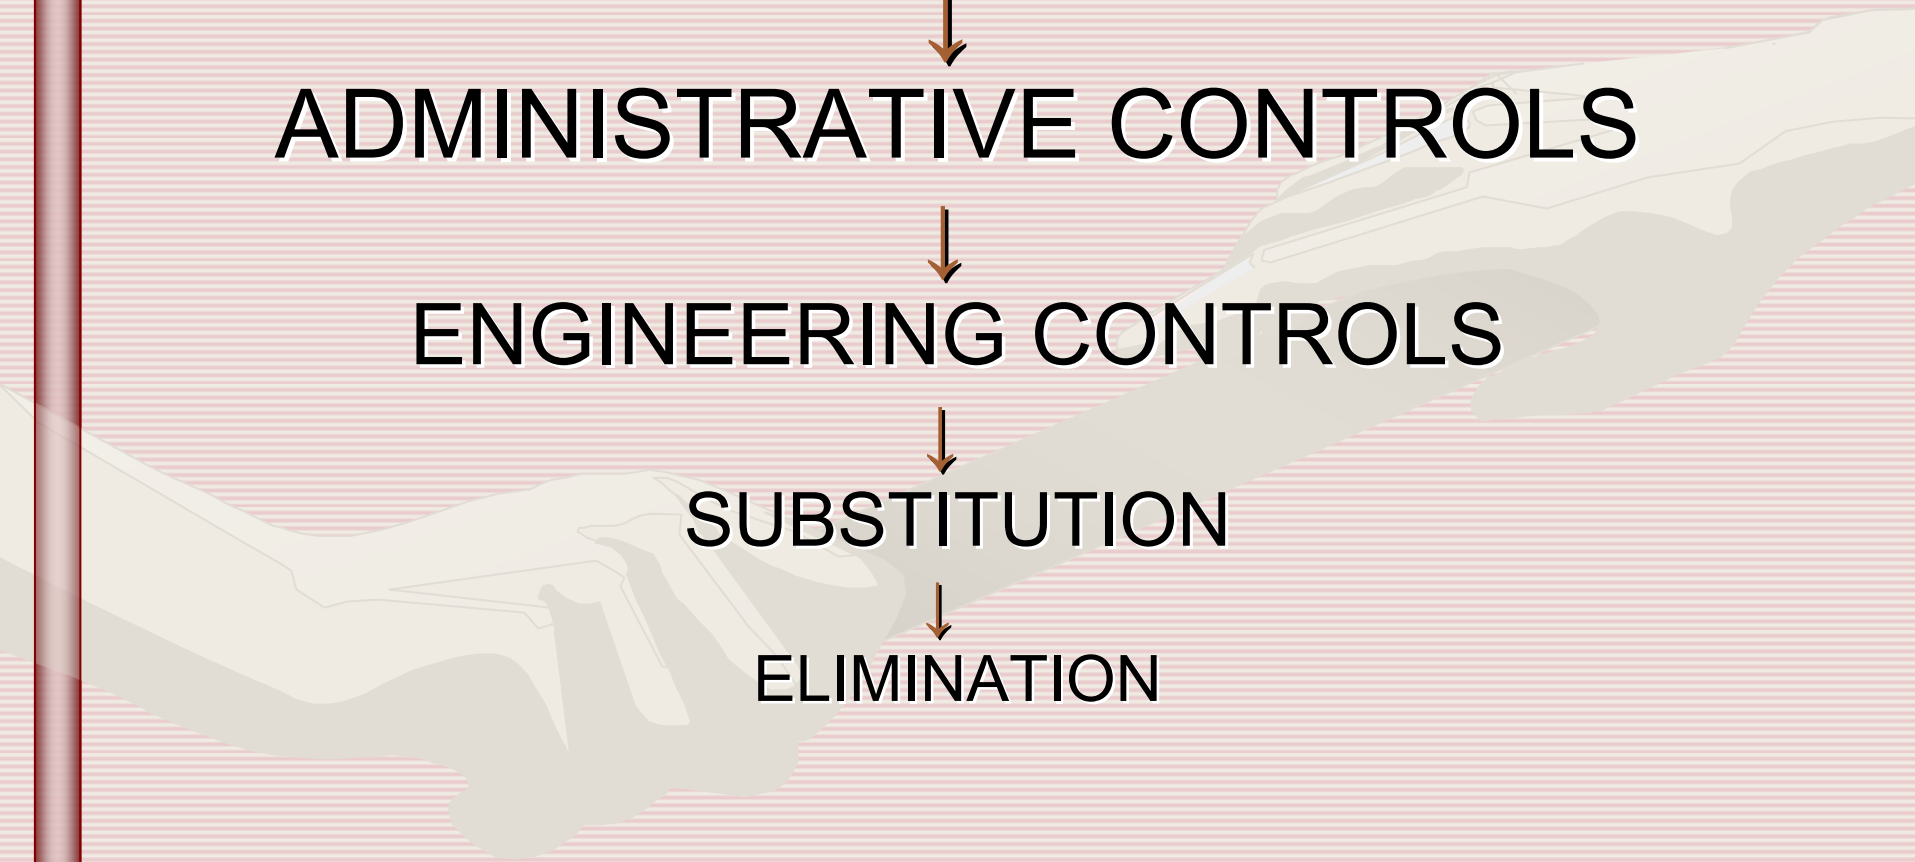 ADMINISTRATIVE CONTROLS
ENGINEERING CONTROLS
SUBSTITUTION
ELIMINATION